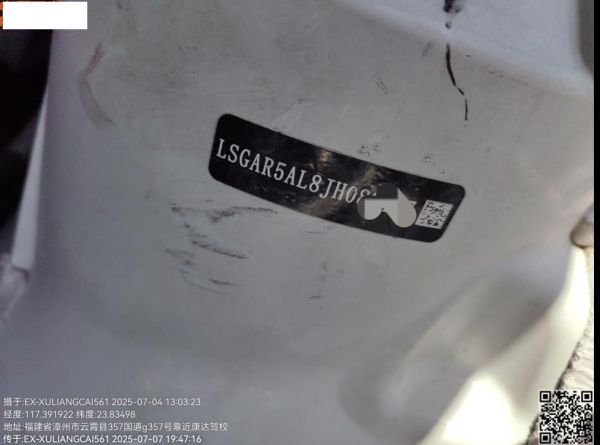 LSGAR5AL8JH08
摄于:EX-XULIANGCAI561 2025-07-04 13:03:23
经度:117.391922 纬度:23.83498
地址:福建省漳州市云霄县357国道g357号靠近康达驾校
传于:EX-XULIANGCAI561 2025-07-07 19:47:16